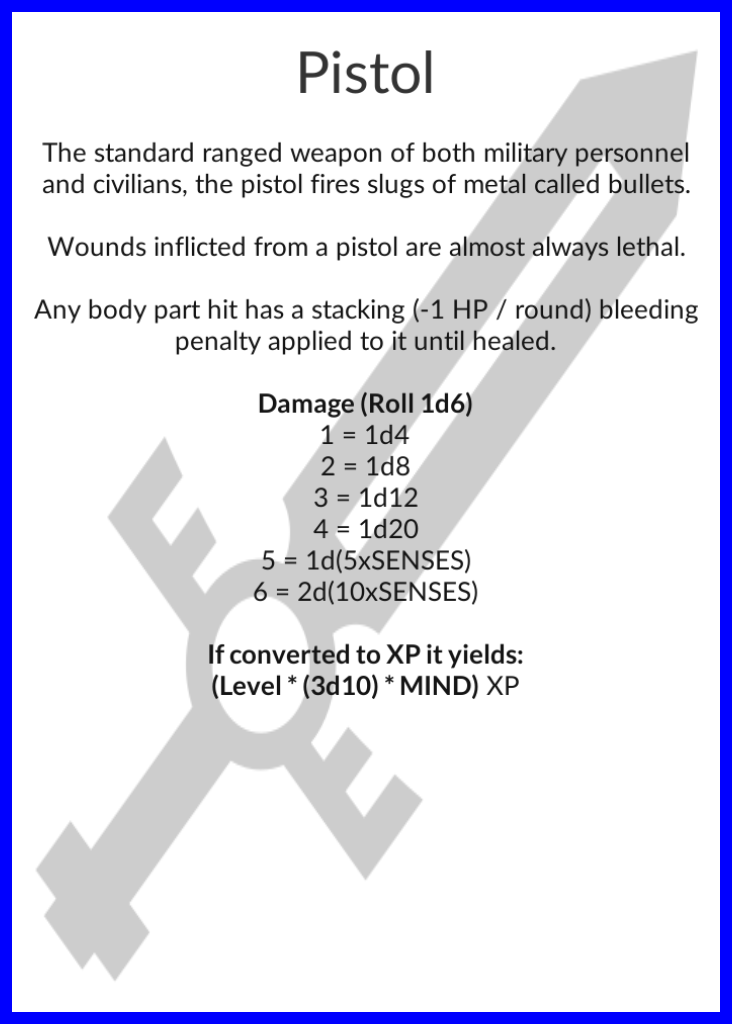 Pistol
The standard ranged weapon of both military personnel
and civilians, the pistol fires slugs of metal called bullets.
Wounds inflicted from a pistol are almost always lethal.
Any body part hit has a stacking (-1 HP / round) bleeding
penalty applied to it until healed.
Damage (Roll 1d6)
1 = 1d4
2 = 1d8
3 = 1d12
4 = 1d20
5 = 1d(5xSENSES)
6 = 2d(10xSENSES)
If converted to XP it yields:
(Level * (3d10) * MIND) XP